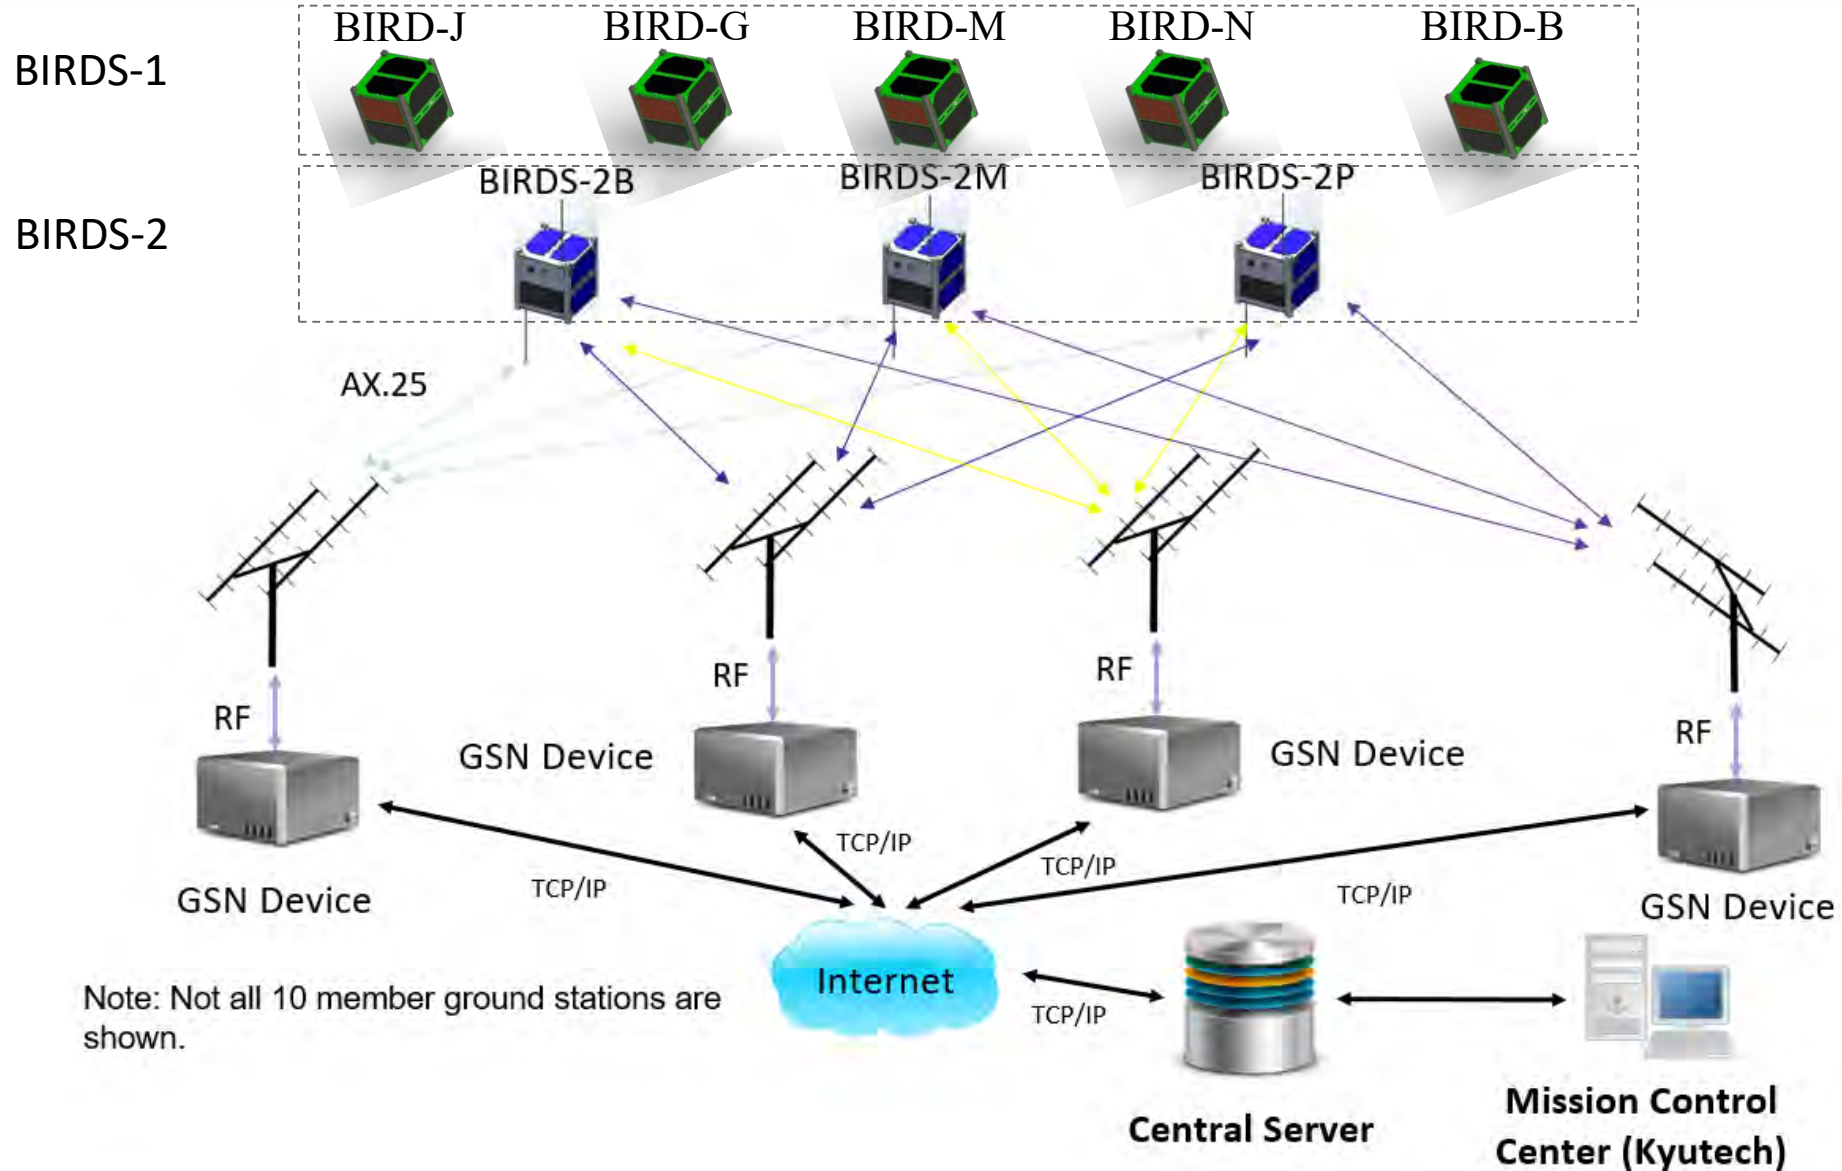 BIRD-J
BIRD-G
BIRD-M
BIRD-N
BIRD-B
BIRDS-1
BIRDS-2B
BIRDS-2M
BIRDS-2P
BIRDS-2
AX.25
RF
RF
RF
RF
GSN Device
GSN Device
TCP/IP
TCP/IP
TCP/IP
TCP/IP
GSN Device
GSN Device
Internet
Note: Not all 10 member ground stations are
shown.
TCP/IP
Central Server
Mission Control
Center (Kyutech)